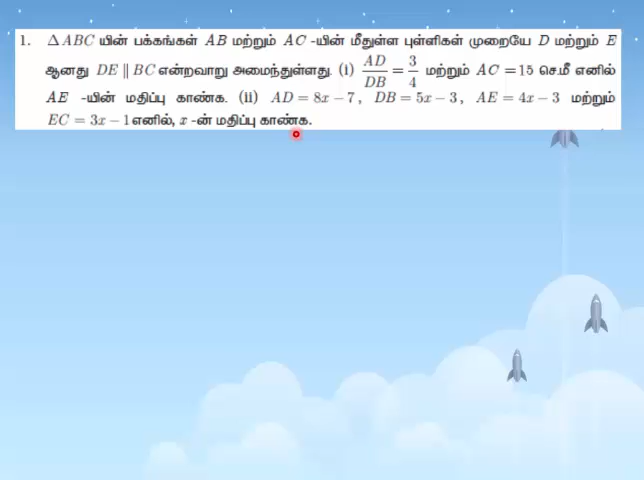 1. ∆ABC யின் பக்கங்கள் AB மற்றும் AC -யின் மீதுள்ள புள்ளிகள் முறையே D மற்றும் E
ஆனது DE || BC என்றவாறு அமைந்துள்ளது. (i) AD/DB = 3/4 மற்றும் AC = 15 செ.மீ எனில்
AE -யின் மதிப்பு காண்க. (ii) AD = 8x − 7, DB = 5x − 3, AE = 4x − 3 மற்றும்
EC = 3x − 1 எனில், x -ன் மதிப்பு காண்க.